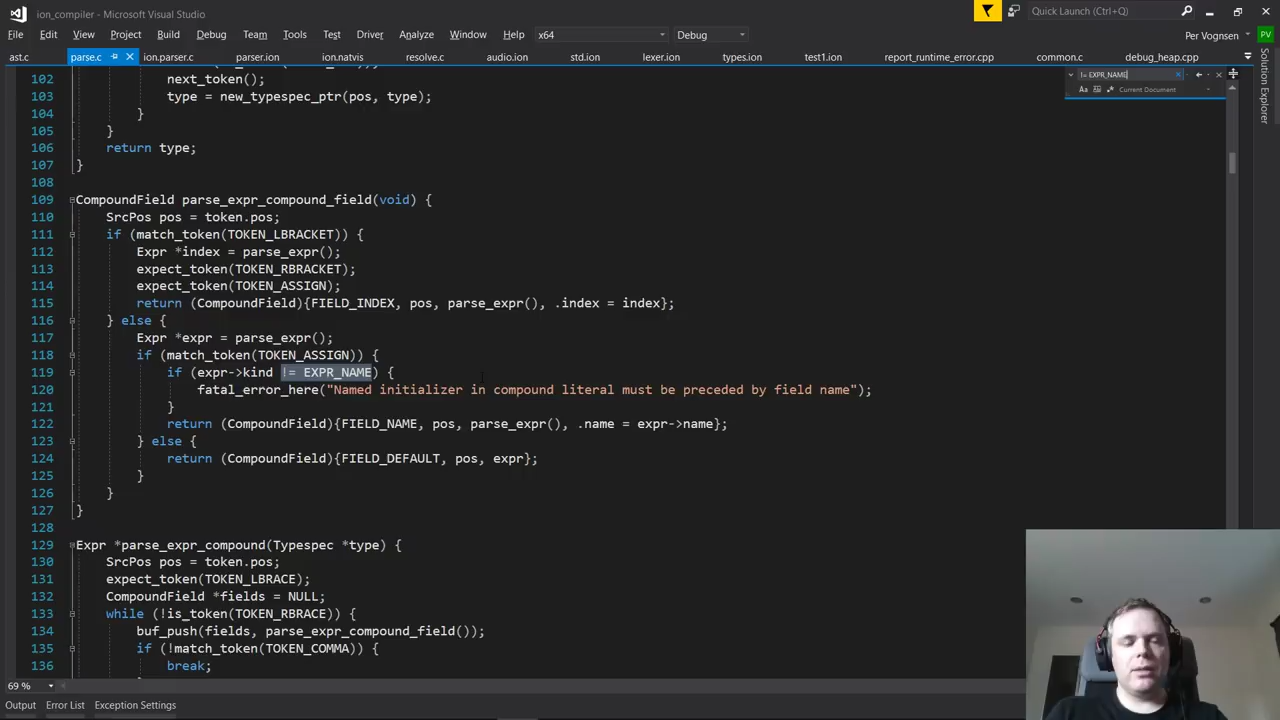 ion_compiler - Microsoft Visual Studio
Quick Launch (Ctrl+Q)
File Edit View Project Build Debug Team Tools Test Driver Analyze Window Help x64 Debug
Per Vognsen PV
ast.c parse.c ion.parser.c parser.ion ion.natvis resolve.c audio.ion std.ion lexer.ion types.ion test1.ion report_runtime_error.cpp common.c debug_heap.cpp
!= EXPR_NAME
Aa Current Document
Solution Explorer
102 next_token();
103 type = new_typespec_ptr(pos, type);
104 }
105 }
106 return type;
107 }
108
109 CompoundField parse_expr_compound_field(void) {
110 SrcPos pos = token.pos;
111 if (match_token(TOKEN_LBRACKET)) {
112 Expr *index = parse_expr();
113 expect_token(TOKEN_RBRACKET);
114 expect_token(TOKEN_ASSIGN);
115 return (CompoundField){FIELD_INDEX, pos, parse_expr(), .index = index};
116 } else {
117 Expr *expr = parse_expr();
118 if (match_token(TOKEN_ASSIGN)) {
119 if (expr->kind != EXPR_NAME) {
120 fatal_error_here("Named initializer in compound literal must be preceded by field name");
121 }
122 return (CompoundField){FIELD_NAME, pos, parse_expr(), .name = expr->name};
123 } else {
124 return (CompoundField){FIELD_DEFAULT, pos, expr};
125 }
126 }
127 }
128
129 Expr *parse_expr_compound(Typespec *type) {
130 SrcPos pos = token.pos;
131 expect_token(TOKEN_LBRACE);
132 CompoundField *fields = NULL;
133 while (!is_token(TOKEN_RBRACE)) {
134 buf_push(fields, parse_expr_compound_field());
135 if (!match_token(TOKEN_COMMA)) {
136 break;
69 %
Output Error List Exception Settings